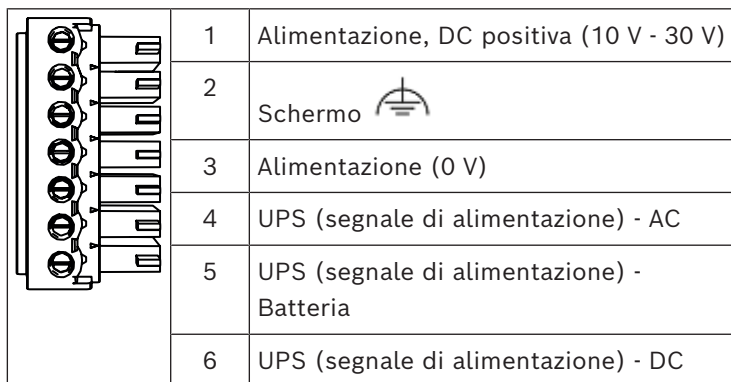 1 Alimentazione, DC positiva (10 V - 30 V)
2 Schermo
3 Alimentazione (0 V)
4 UPS (segnale di alimentazione) - AC
5 UPS (segnale di alimentazione) -
Batteria
6 UPS (segnale di alimentazione) - DC